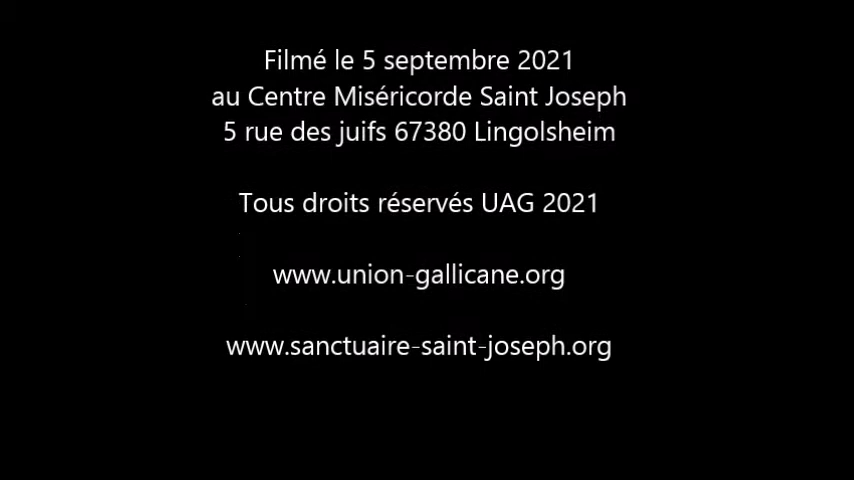 Filmé le 5 septembre 2021
au Centre Miséricorde Saint Joseph
5 rue des juifs 67380 Lingolsheim
Tous droits réservés UAG 2021
www.union-gallicane.org
www.sanctuaire-saint-joseph.org